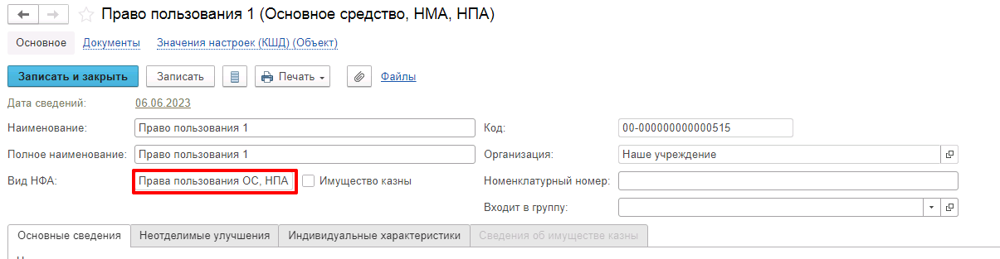 Право пользования 1 (Основное средство, НМА, НПА)
Основное Документы Значения настроек (КШД) (Объект)
Записать и закрыть Записать Печать Файлы
Дата сведений: 06.06.2023
Наименование: Право пользования 1 Код: 00-000000000000515
Полное наименование: Право пользования 1 Организация: Наше учреждение
Вид НФА: Права пользования ОС, НПА Имущество казны Номенклатурный номер:
Входит в группу:
Основные сведения Неотделимые улучшения Индивидуальные характеристики Сведения об имуществе казны